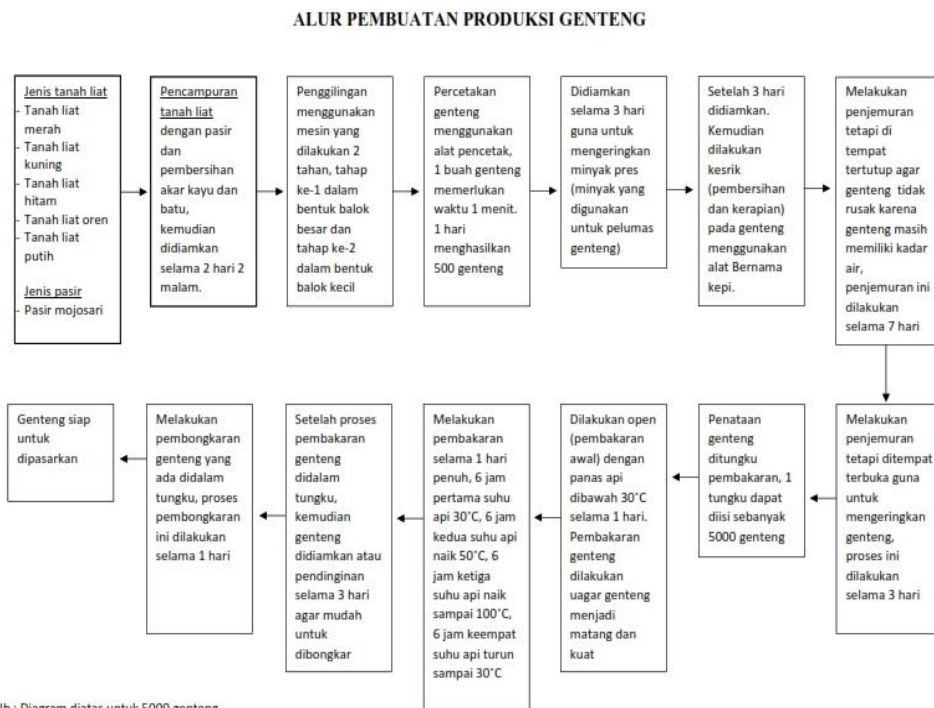 ALUR PEMBUATAN PRODUKSI GENTENG
Jenis tanah liat
- Tanah liat
merah
- Tanah liat
kuning
- Tanah liat
hitam
- Tanah liat oren
- Tanah liat
putih
Jenis pasir
- Pasir mojosari
Pencampuran
tanah liat
dengan pasir
dan
pembersihan
akar kayu dan
batu,
kemudian
didiamkan
selama 2 hari 2
malam.
Penggilingan
menggunakan
mesin yang
dilakukan 2
tahan, tahap
ke-1 dalam
bentuk balok
besar dan
tahap ke-2
dalam bentuk
balok kecil
Percetakan
genteng
menggunakan
alat pencetak,
1 buah genteng
memerlukan
waktu 1 menit.
1 hari
menghasilkan
500 genteng
Didiamkan
selama 3 hari
guna untuk
mengeringkan
minyak pres
(minyak yang
digunakan
untuk pelumas
genteng)
Setelah 3 hari
didiamkan.
Kemudian
dilakukan
kesrik
(pembersihan
dan kerapian)
pada genteng
menggunakan
alat Bernama
kepi.
Melakukan
penjemuran
tetapi di
tempat
tertutup agar
genteng tidak
rusak karena
genteng masih
memiliki kadar
air,
penjemuran ini
dilakukan
selama 7 hari
Melakukan
penjemuran
tetapi ditempat
terbuka guna
untuk
mengeringkan
genteng,
proses ini
dilakukan
selama 3 hari
Penataan
genteng
ditungku
pembakaran, 1
tungku dapat
diisi sebanyak
5000 genteng
Dilakukan open
(pembakaran
awal) dengan
panas api
dibawah 30°C
selama 1 hari.
Pembakaran
genteng
dilakukan
uagar genteng
menjadi
matang dan
kuat
Melakukan
pembakaran
selama 1 hari
penuh, 6 jam
pertama suhu
api 30°C, 6 jam
kedua suhu api
naik 50°C, 6
jam ketiga
suhu api naik
sampai 100°C,
6 jam keempat
suhu api turun
sampai 30°C
Setelah proses
pembakaran
genteng
didalam
tungku,
kemudian
genteng
didiamkan atau
pendinginan
selama 3 hari
agar mudah
untuk
dibongkar
Melakukan
pembongkaran
genteng yang
ada didalam
tungku, proses
pembongkaran
ini dilakukan
selama 1 hari
Genteng siap
untuk
dipasarkan
: Diagram diatas untuk 5000 genteng